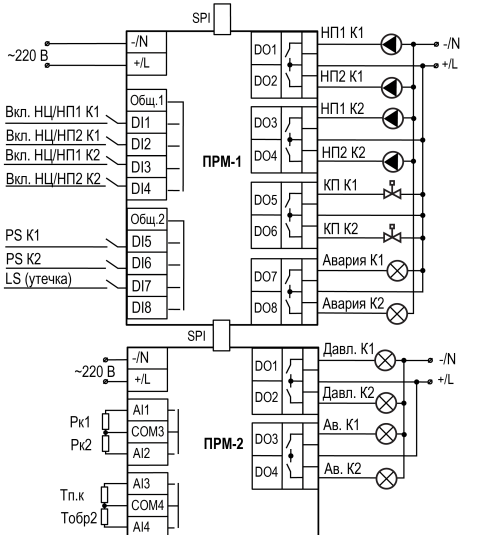 SPI
~220 В
-/N
+/L
Общ.1
Вкл. НЦ/НП1 К1
DI1
Вкл. НЦ/НП2 К1
DI2
Вкл. НЦ/НП1 К2
DI3
Вкл. НЦ/НП2 К2
DI4
Общ.2
PS К1
DI5
PS К2
DI6
LS (утечка)
DI7
DI8
ПРМ-1
DO1
НП1 К1
-/N
+/L
DO2
НП2 К1
DO3
НП1 К2
DO4
НП2 К2
DO5
КП К1
DO6
КП К2
DO7
Авария К1
DO8
Авария К2
SPI
~220 В
-/N
+/L
Рк1
AI1
COM3
Рк2
AI2
Тп.к
AI3
COM4
Тобр2
AI4
ПРМ-2
DO1
Давл. К1
-/N
+/L
DO2
Давл. К2
DO3
Ав. К1
DO4
Ав. К2